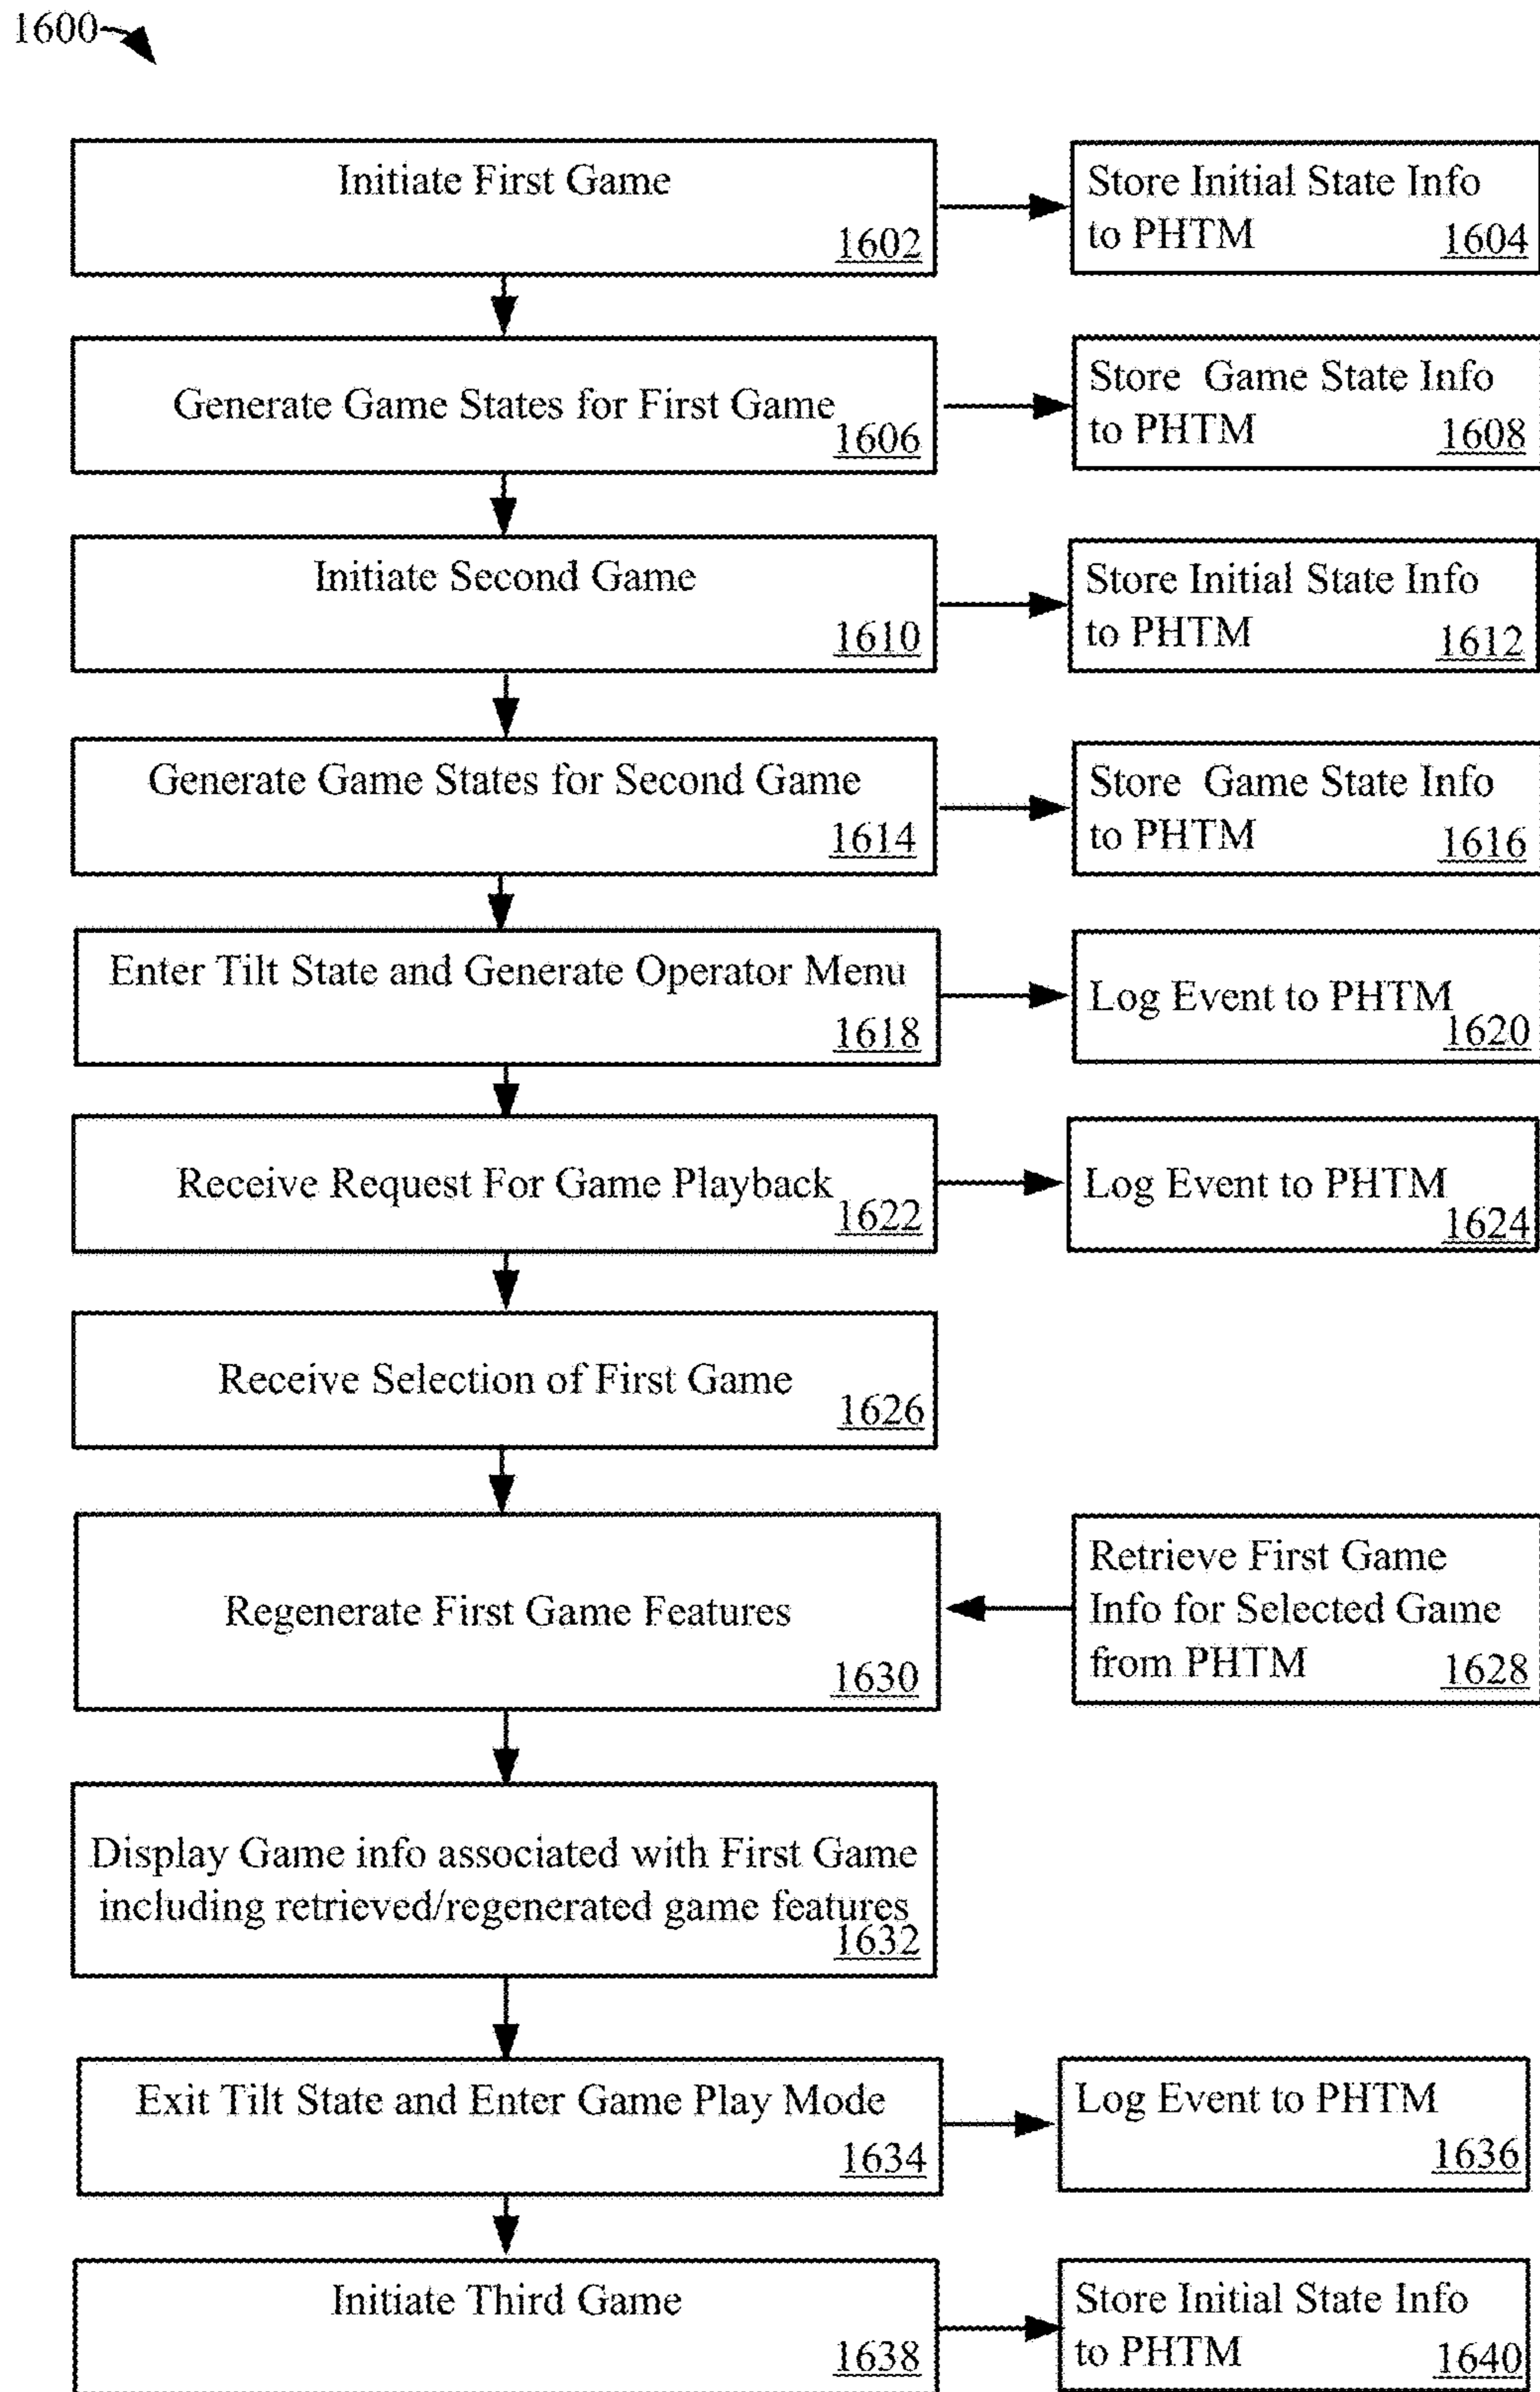 1600
Initiate First Game
1602
Store Initial State Info
to PHTM
1604
Generate Game States for First Game
1606
Store Game State Info
to PHTM
1608
Initiate Second Game
1610
Store Initial State Info
to PHTM
1612
Generate Game States for Second Game
1614
Store Game State Info
to PHTM
1616
Enter Tilt State and Generate Operator Menu
1618
Log Event to PHTM
1620
Receive Request For Game Playback
1622
Log Event to PHTM
1624
Receive Selection of First Game
1626
Regenerate First Game Features
1630
Retrieve First Game
Info for Selected Game
from PHTM
1628
Display Game info associated with First Game
including retrieved/regenerated game features
1632
Exit Tilt State and Enter Game Play Mode
1634
Log Event to PHTM
1636
Initiate Third Game
1638
Store Initial State Info
to PHTM
1640